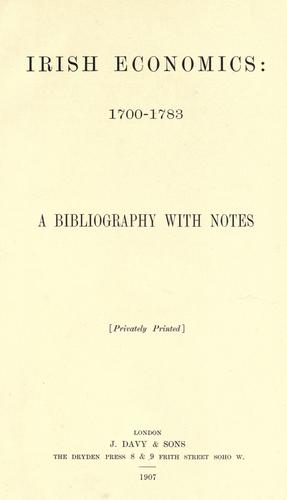 IRISH ECONOMICS:
1700-1783
A BIBLIOGRAPHY WITH NOTES
[Privately Printed]
LONDON
J. DAVY & SONS
THE DRYDEN PRESS 8 & 9 FRITH STREET SOHO W.
1907